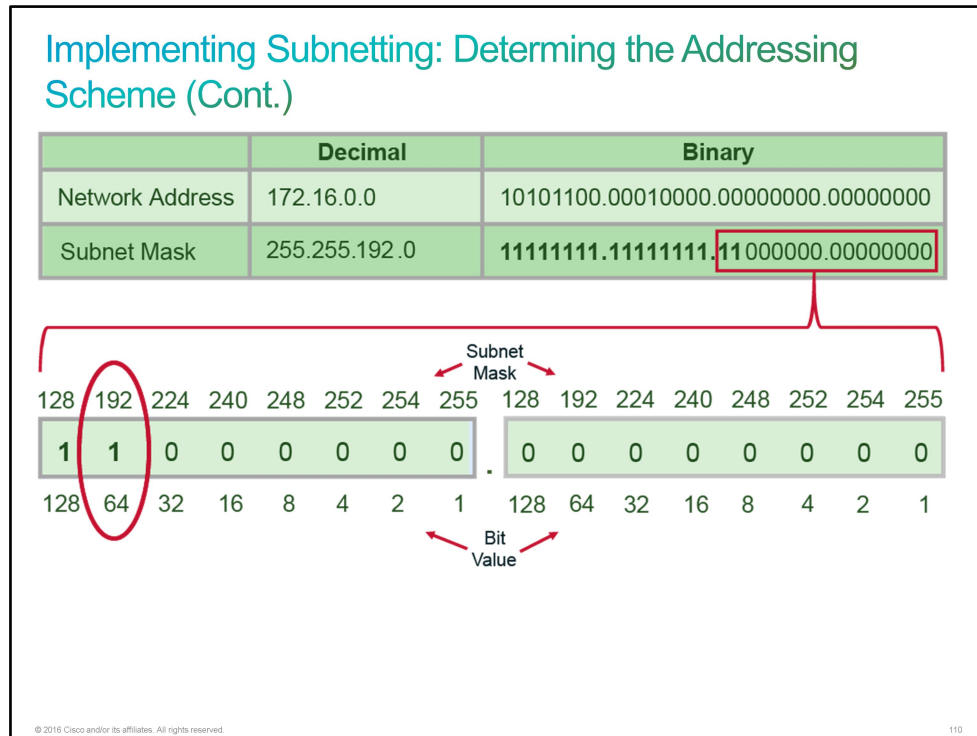 Implementing Subnetting: Determing the Addressing
Scheme (Cont.)
Decimal Binary
Network Address 172.16.0.0 10101100.00010000.00000000.00000000
Subnet Mask 255.255.192.0 11111111.11111111.11000000.00000000
Subnet
Mask
128 192 224 240 248 252 254 255 128 192 224 240 248 252 254 255
1 1 0 0 0 0 0 0 . 0 0 0 0 0 0 0 0
128 64 32 16 8 4 2 1 128 64 32 16 8 4 2 1
Bit
Value
© 2016 Cisco and/or its affiliates. All rights reserved. 110